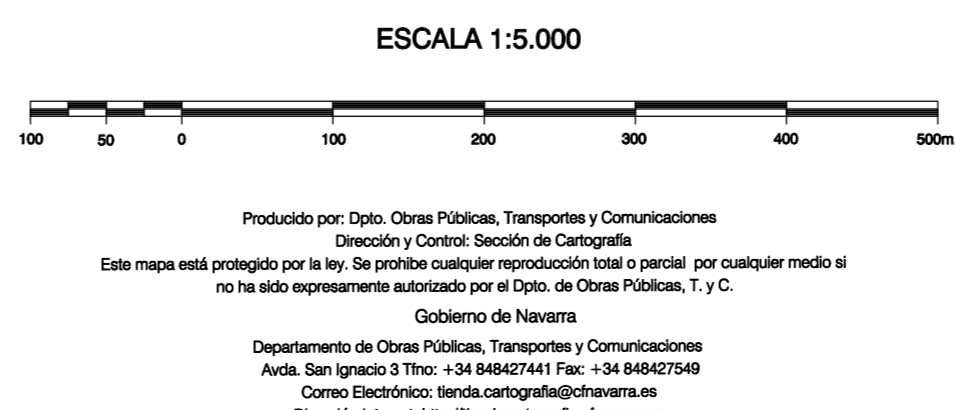 ESCALA 1:5.000
100 50 0 100 200 300 400 500m
Producido por: Dpto. Obras Públicas, Transportes y Comunicaciones
Dirección y Control: Sección de Cartografía
Este mapa está protegido por la ley. Se prohibe cualquier reproducción total o parcial por cualquier medio si
no ha sido expresamente autorizado por el Dpto. de Obras Públicas, T. y C.
Gobierno de Navarra
Departamento de Obras Públicas, Transportes y Comunicaciones
Avda. San Ignacio 3 Tfno: +34 848427441 Fax: +34 848427549
Correo Electrónico: tienda.cartografia@cfnavarra.es